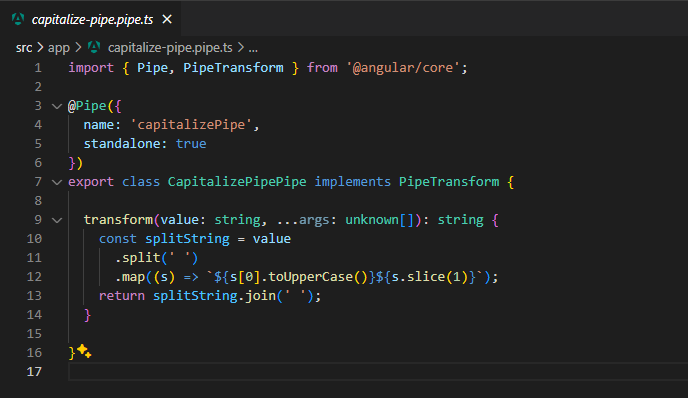 capitalize-pipe.pipe.ts ×
src > app > capitalize-pipe.pipe.ts > ...
1 import { Pipe, PipeTransform } from '@angular/core';
2
3 @Pipe({
4   name: 'capitalizePipe',
5   standalone: true
6 })
7 export class CapitalizePipePipe implements PipeTransform {
8
9   transform(value: string, ...args: unknown[]): string {
10     const splitString = value
11       .split(' ')
12       .map((s) => `${s[0].toUpperCase()}${s.slice(1)}`);
13     return splitString.join(' ');
14   }
15
16 }
17